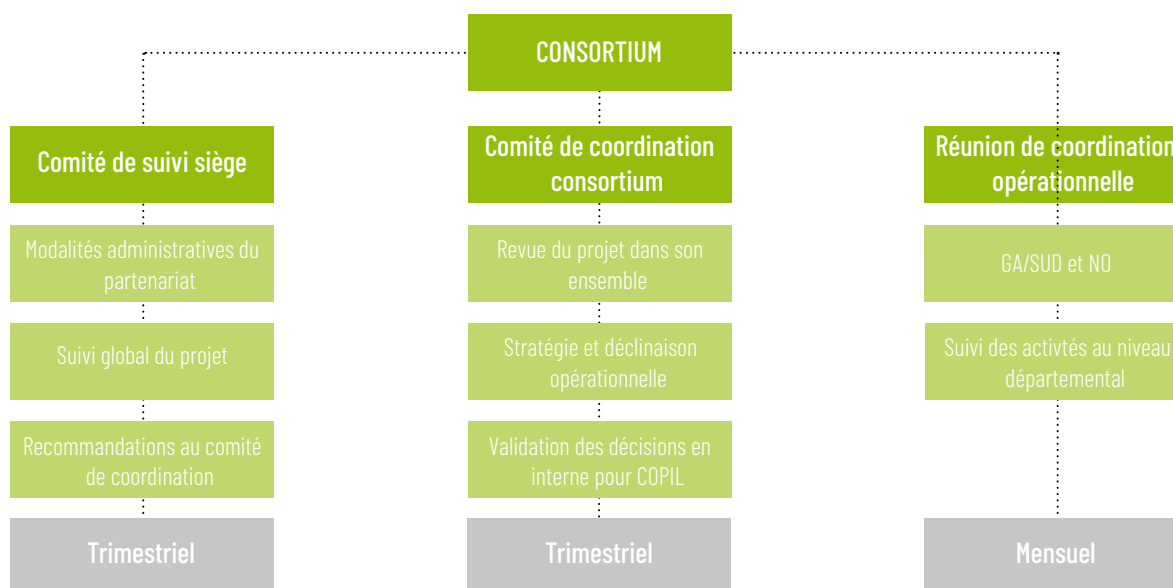 CONSORTIUM
Comité de suivi siège
Modalités administratives du
partenariat
Suivi global du projet
Recommandations au comité
de coordination
Trimestriel
Comité de coordination
consortium
Revue du projet dans son
ensemble
Stratégie et déclinaison
opérationnelle
Validation des décisions en
interne pour COPIL
Trimestriel
Réunion de coordination
opérationnelle
GA/SUD et NO
Suivi des activtés au niveau
départemental
Mensuel